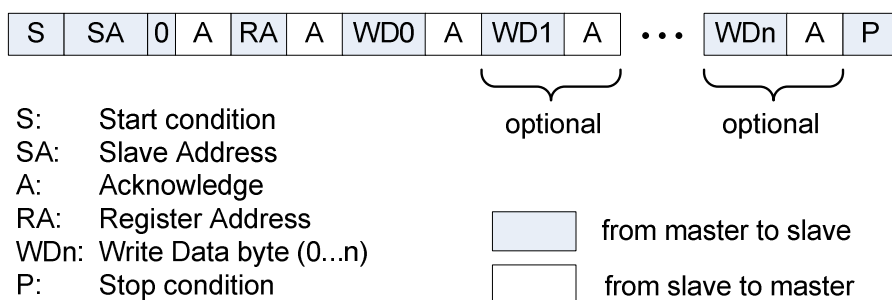 S SA 0 A RA A WD0 A WD1 A ••• WDn A P
optional optional
S: Start condition
SA: Slave Address
A: Acknowledge
RA: Register Address
WDn: Write Data byte (0...n)
P: Stop condition
from master to slave
from slave to master